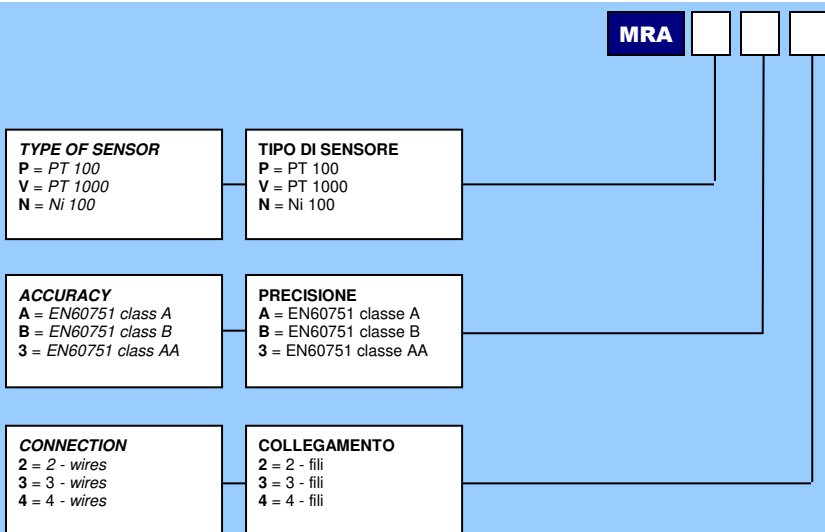 MRA
TYPE OF SENSOR
P = PT 100
V = PT 1000
N = Ni 100
TIPO DI SENSORE
P = PT 100
V = PT 1000
N = Ni 100
ACCURACY
A = EN60751 class A
B = EN60751 class B
3 = EN60751 class AA
PRECISIONE
A = EN60751 classe A
B = EN60751 classe B
3 = EN60751 classe AA
CONNECTION
2 = 2 - wires
3 = 3 - wires
4 = 4 - wires
COLLEGAMENTO
2 = 2 - fili
3 = 3 - fili
4 = 4 - fili